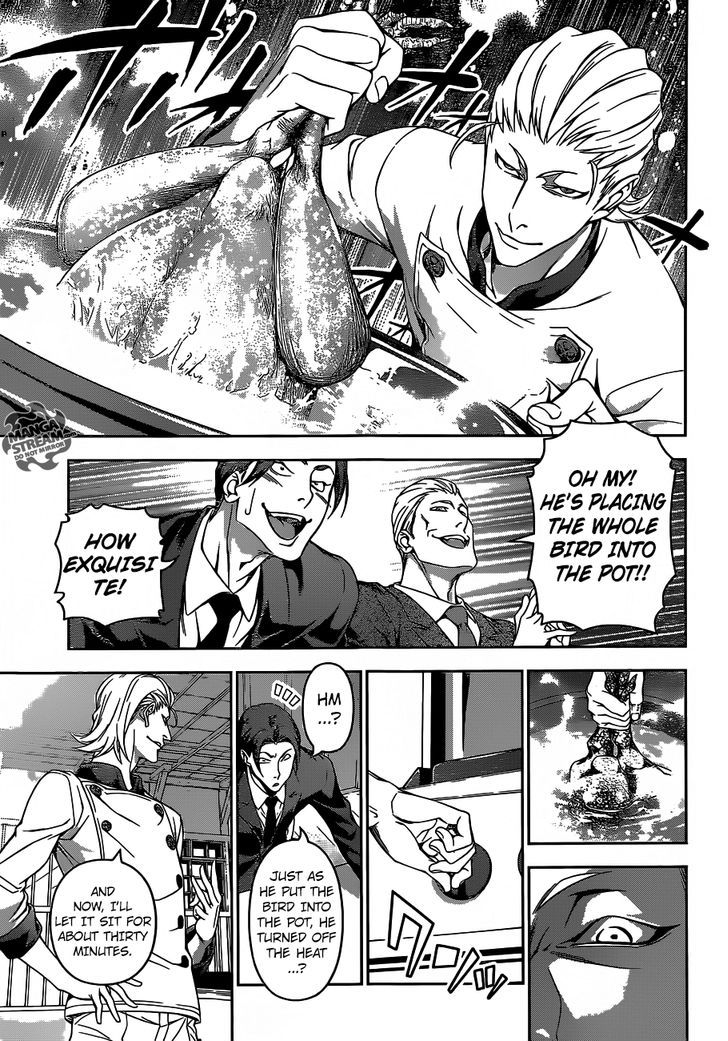 OH MY!
HE'S PLACING
THE WHOLE
BIRD INTO
THE POT!!
HOW
EXQUISI
TE!
HM
...?
JUST AS
HE PUT THE
BIRD INTO
THE POT, HE
TURNED OFF
THE HEAT
...?
AND
NOW, I'LL
LET IT SIT FOR
ABOUT THIRTY
MINUTES.
MANGA
STREAM
DO NOT MIRROR